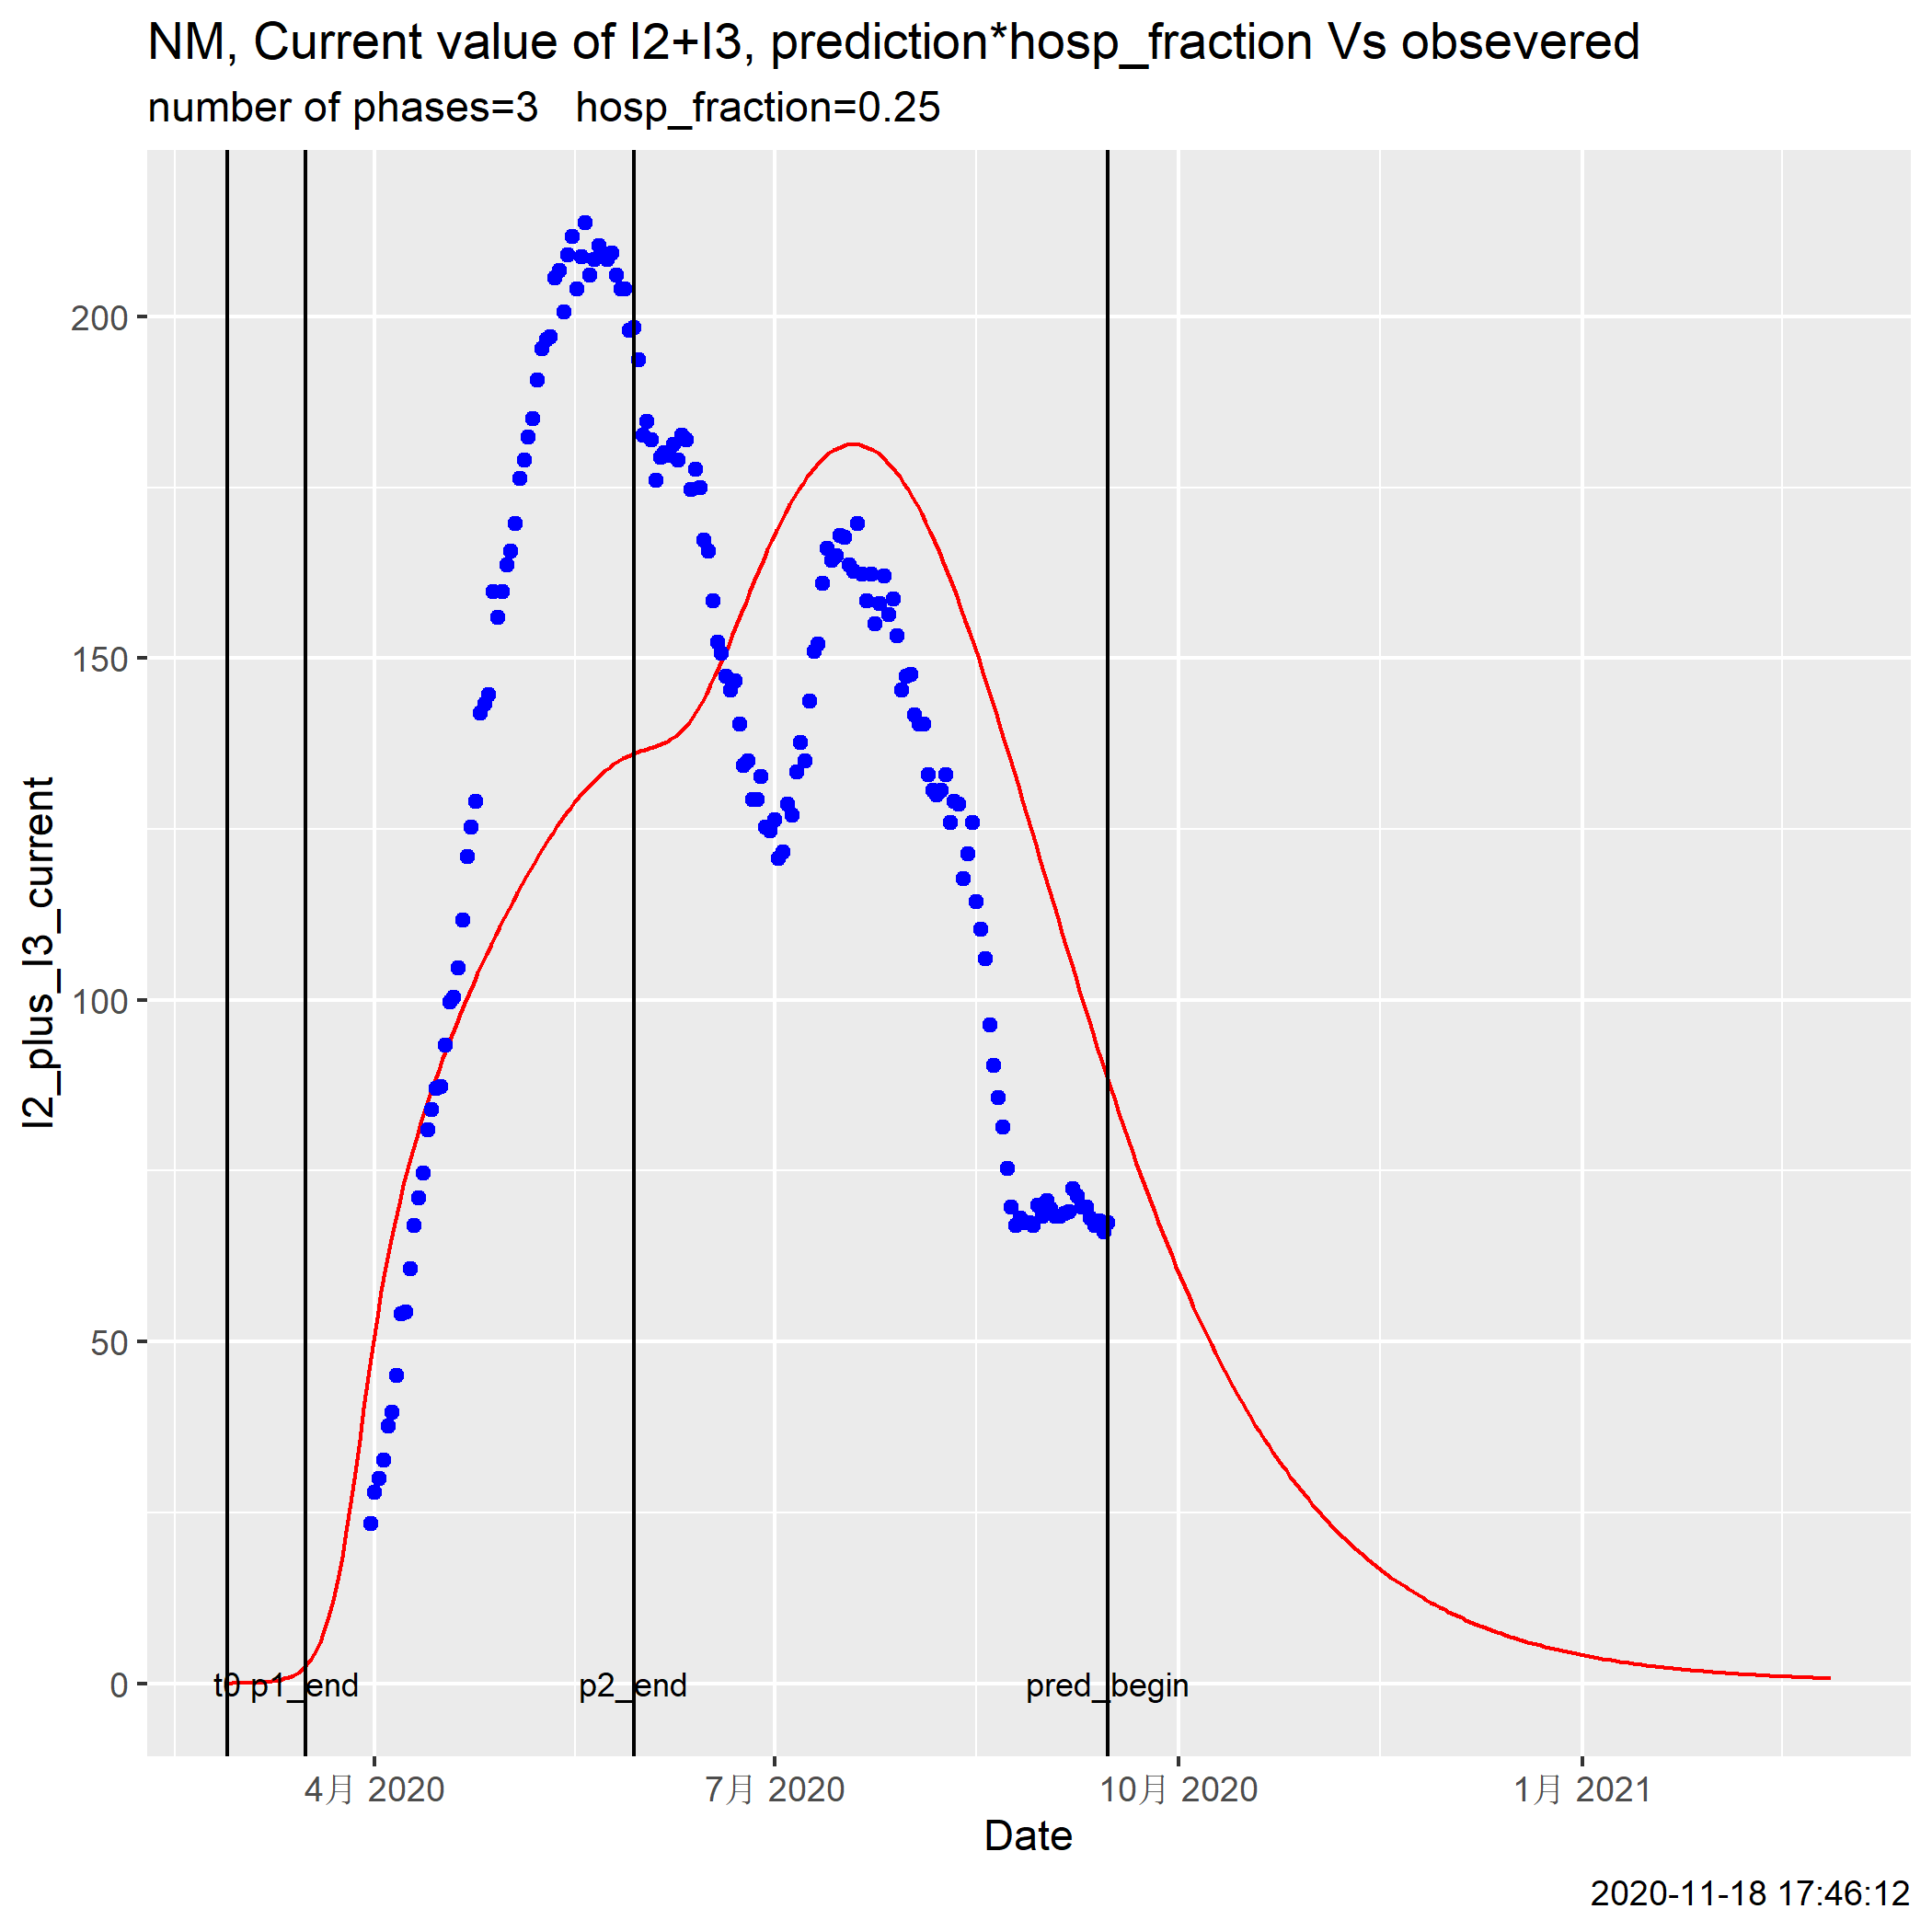 NM, Current value of I2+I3, prediction*hosp_fraction Vs obsevered
number of phases=3 hosp_fraction=0.25
I2_plus_I3_current
200
150
100
50
0
t0 p1_end p2_end pred_begin
4月 2020 7月 2020 10月 2020 1月 2021
Date
2020-11-18 17:46:12